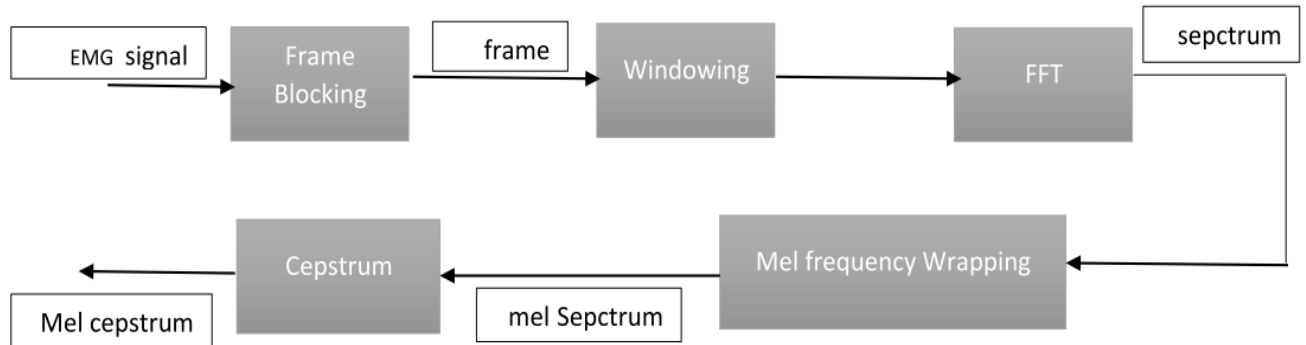 EMG signal
Frame
Blocking
frame
Windowing
FFT
sepctrum
Mel frequency Wrapping
mel Sepctrum
Cepstrum
Mel cepstrum